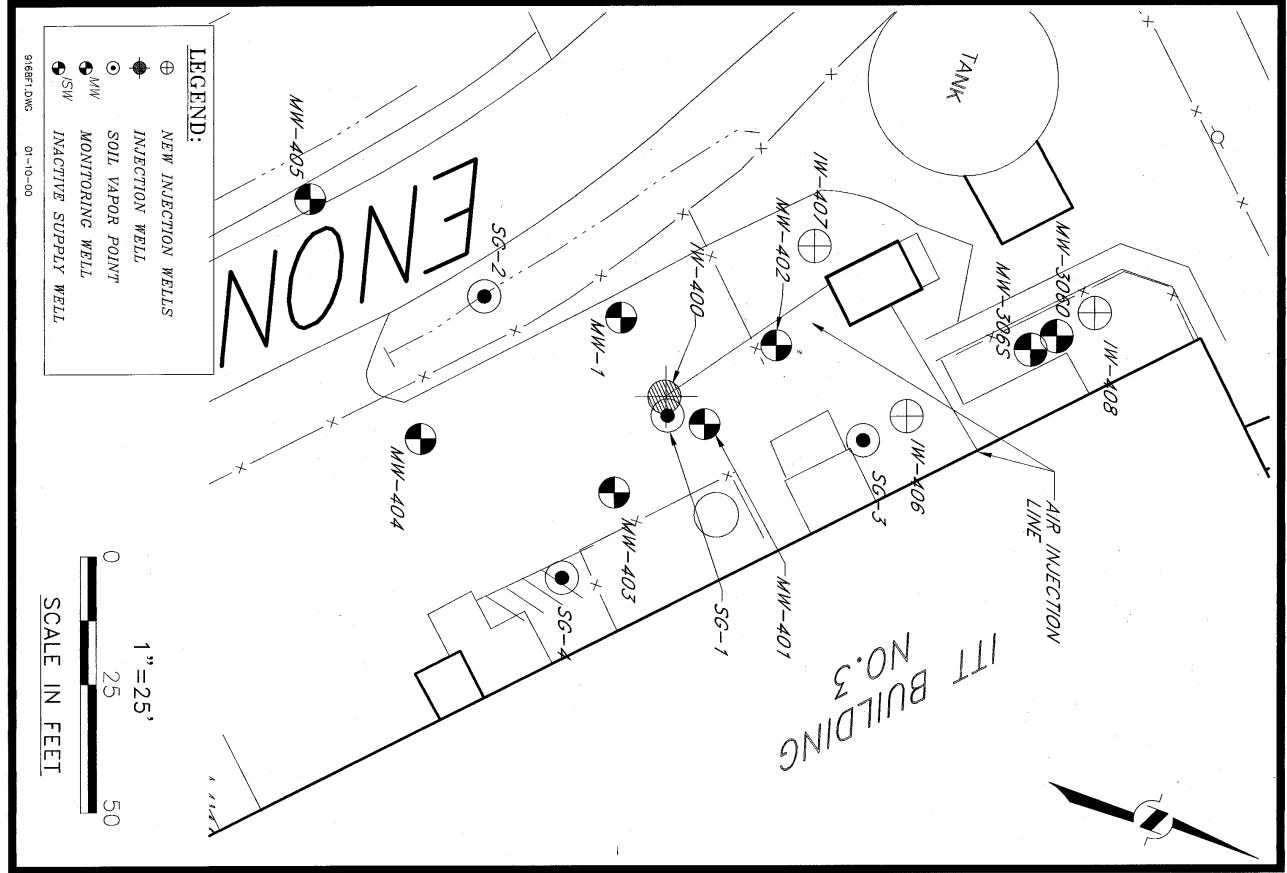 LEGEND:
NEW INJECTION WELLS
INJECTION WELL
SOIL VAPOR POINT
MW MONITORING WELL
ISW INACTIVE SUPPLY WELL
9168F1.DWG 01-10-00
TANK
MW-405
ENON
SG-2
IW-407
MW-402
IW-400
MW-1
MW-306D
MW-306S
IW-408
IW-406
SG-3
AIR INJECTION
LINE
MW-404
MW-403
SG-4
SG-1
MW-401
ITT BUILDING
NO.3
1"=25'
0 25 50
SCALE IN FEET